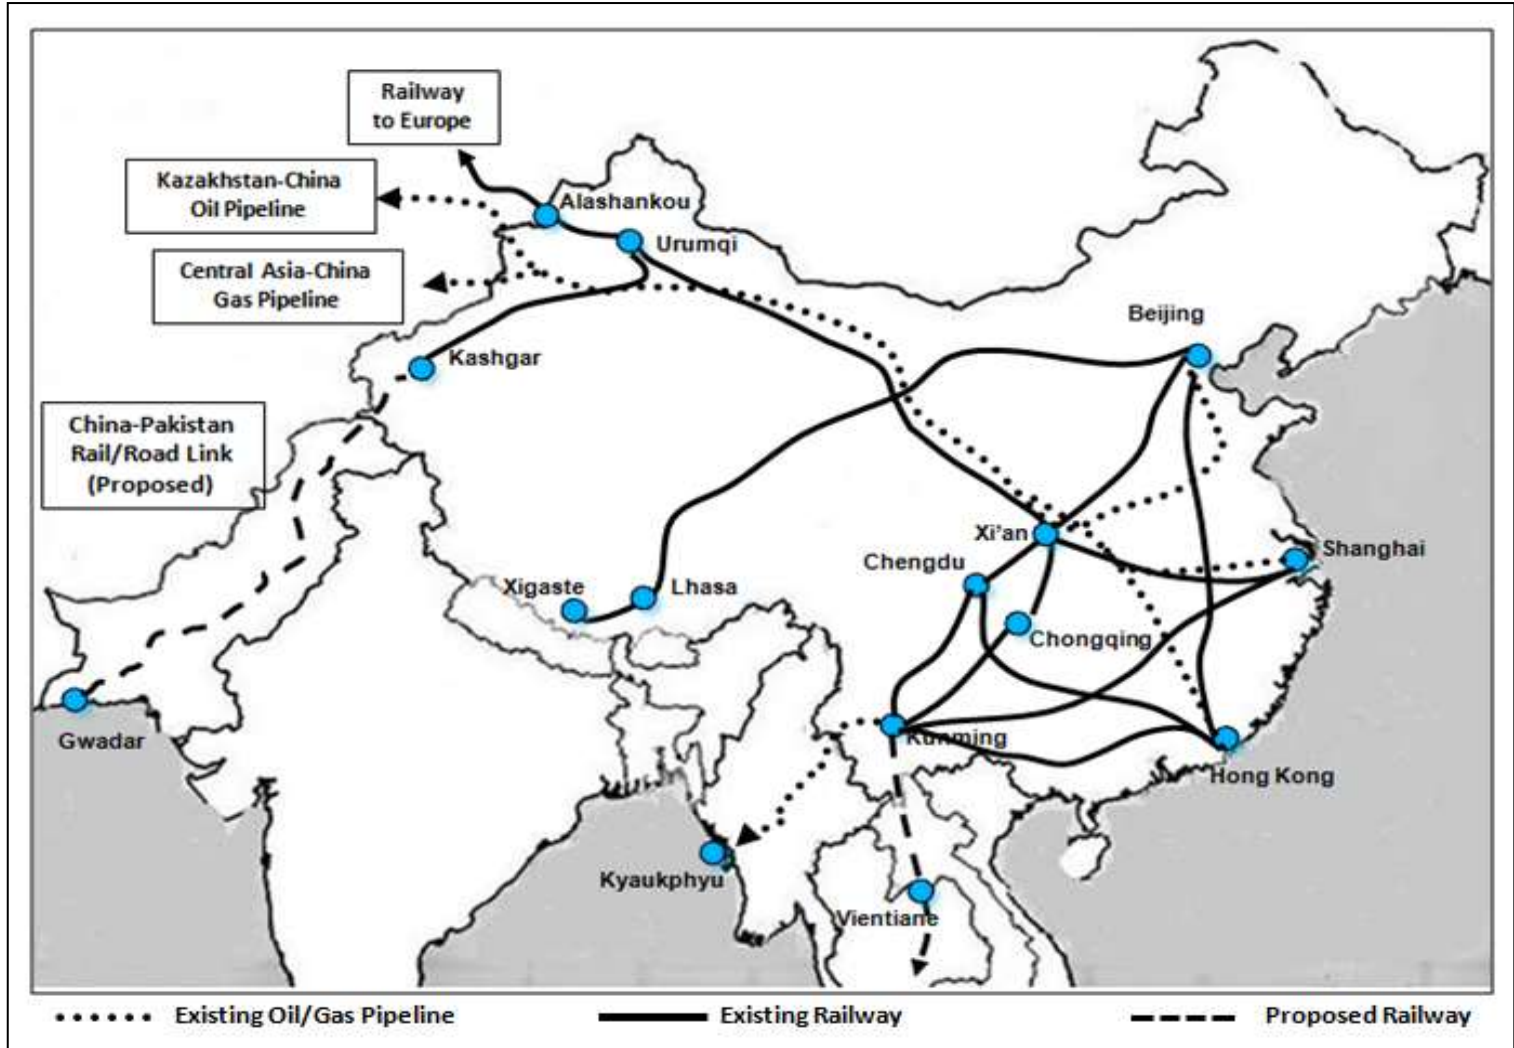 Railway
to Europe
Kazakhstan-China
Oil Pipeline
Alashankou
Urumqi
Central Asia-China
Gas Pipeline
Beijing
Kashgar
China-Pakistan
Rail/Road Link
(Proposed)
Xi'an
Shanghai
Chengdu
Xigaste
Lhasa
Chongqing
Gwadar
Kunming
Hong Kong
Kyaukphyu
Vientiane
Existing Oil/Gas Pipeline
Existing Railway
Proposed Railway